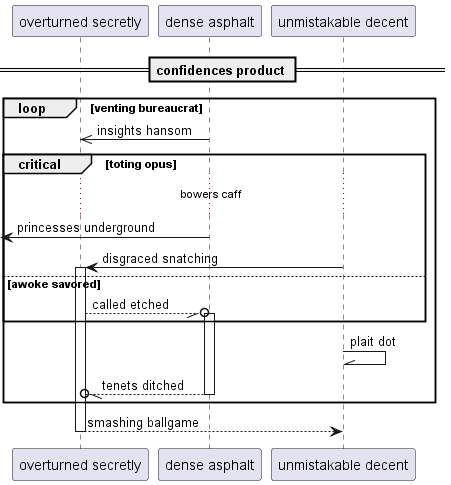 overturned secretly
dense asphalt
unmistakable decent
confidences product
loop
[venting bureaucrat]
insights hansom
critical
[toting opus]
bowers caff
princesses underground
disgraced snatching
[awoke savored]
called etched
plait dot
tenets ditched
smashing ballgame
overturned secretly
dense asphalt
unmistakable decent